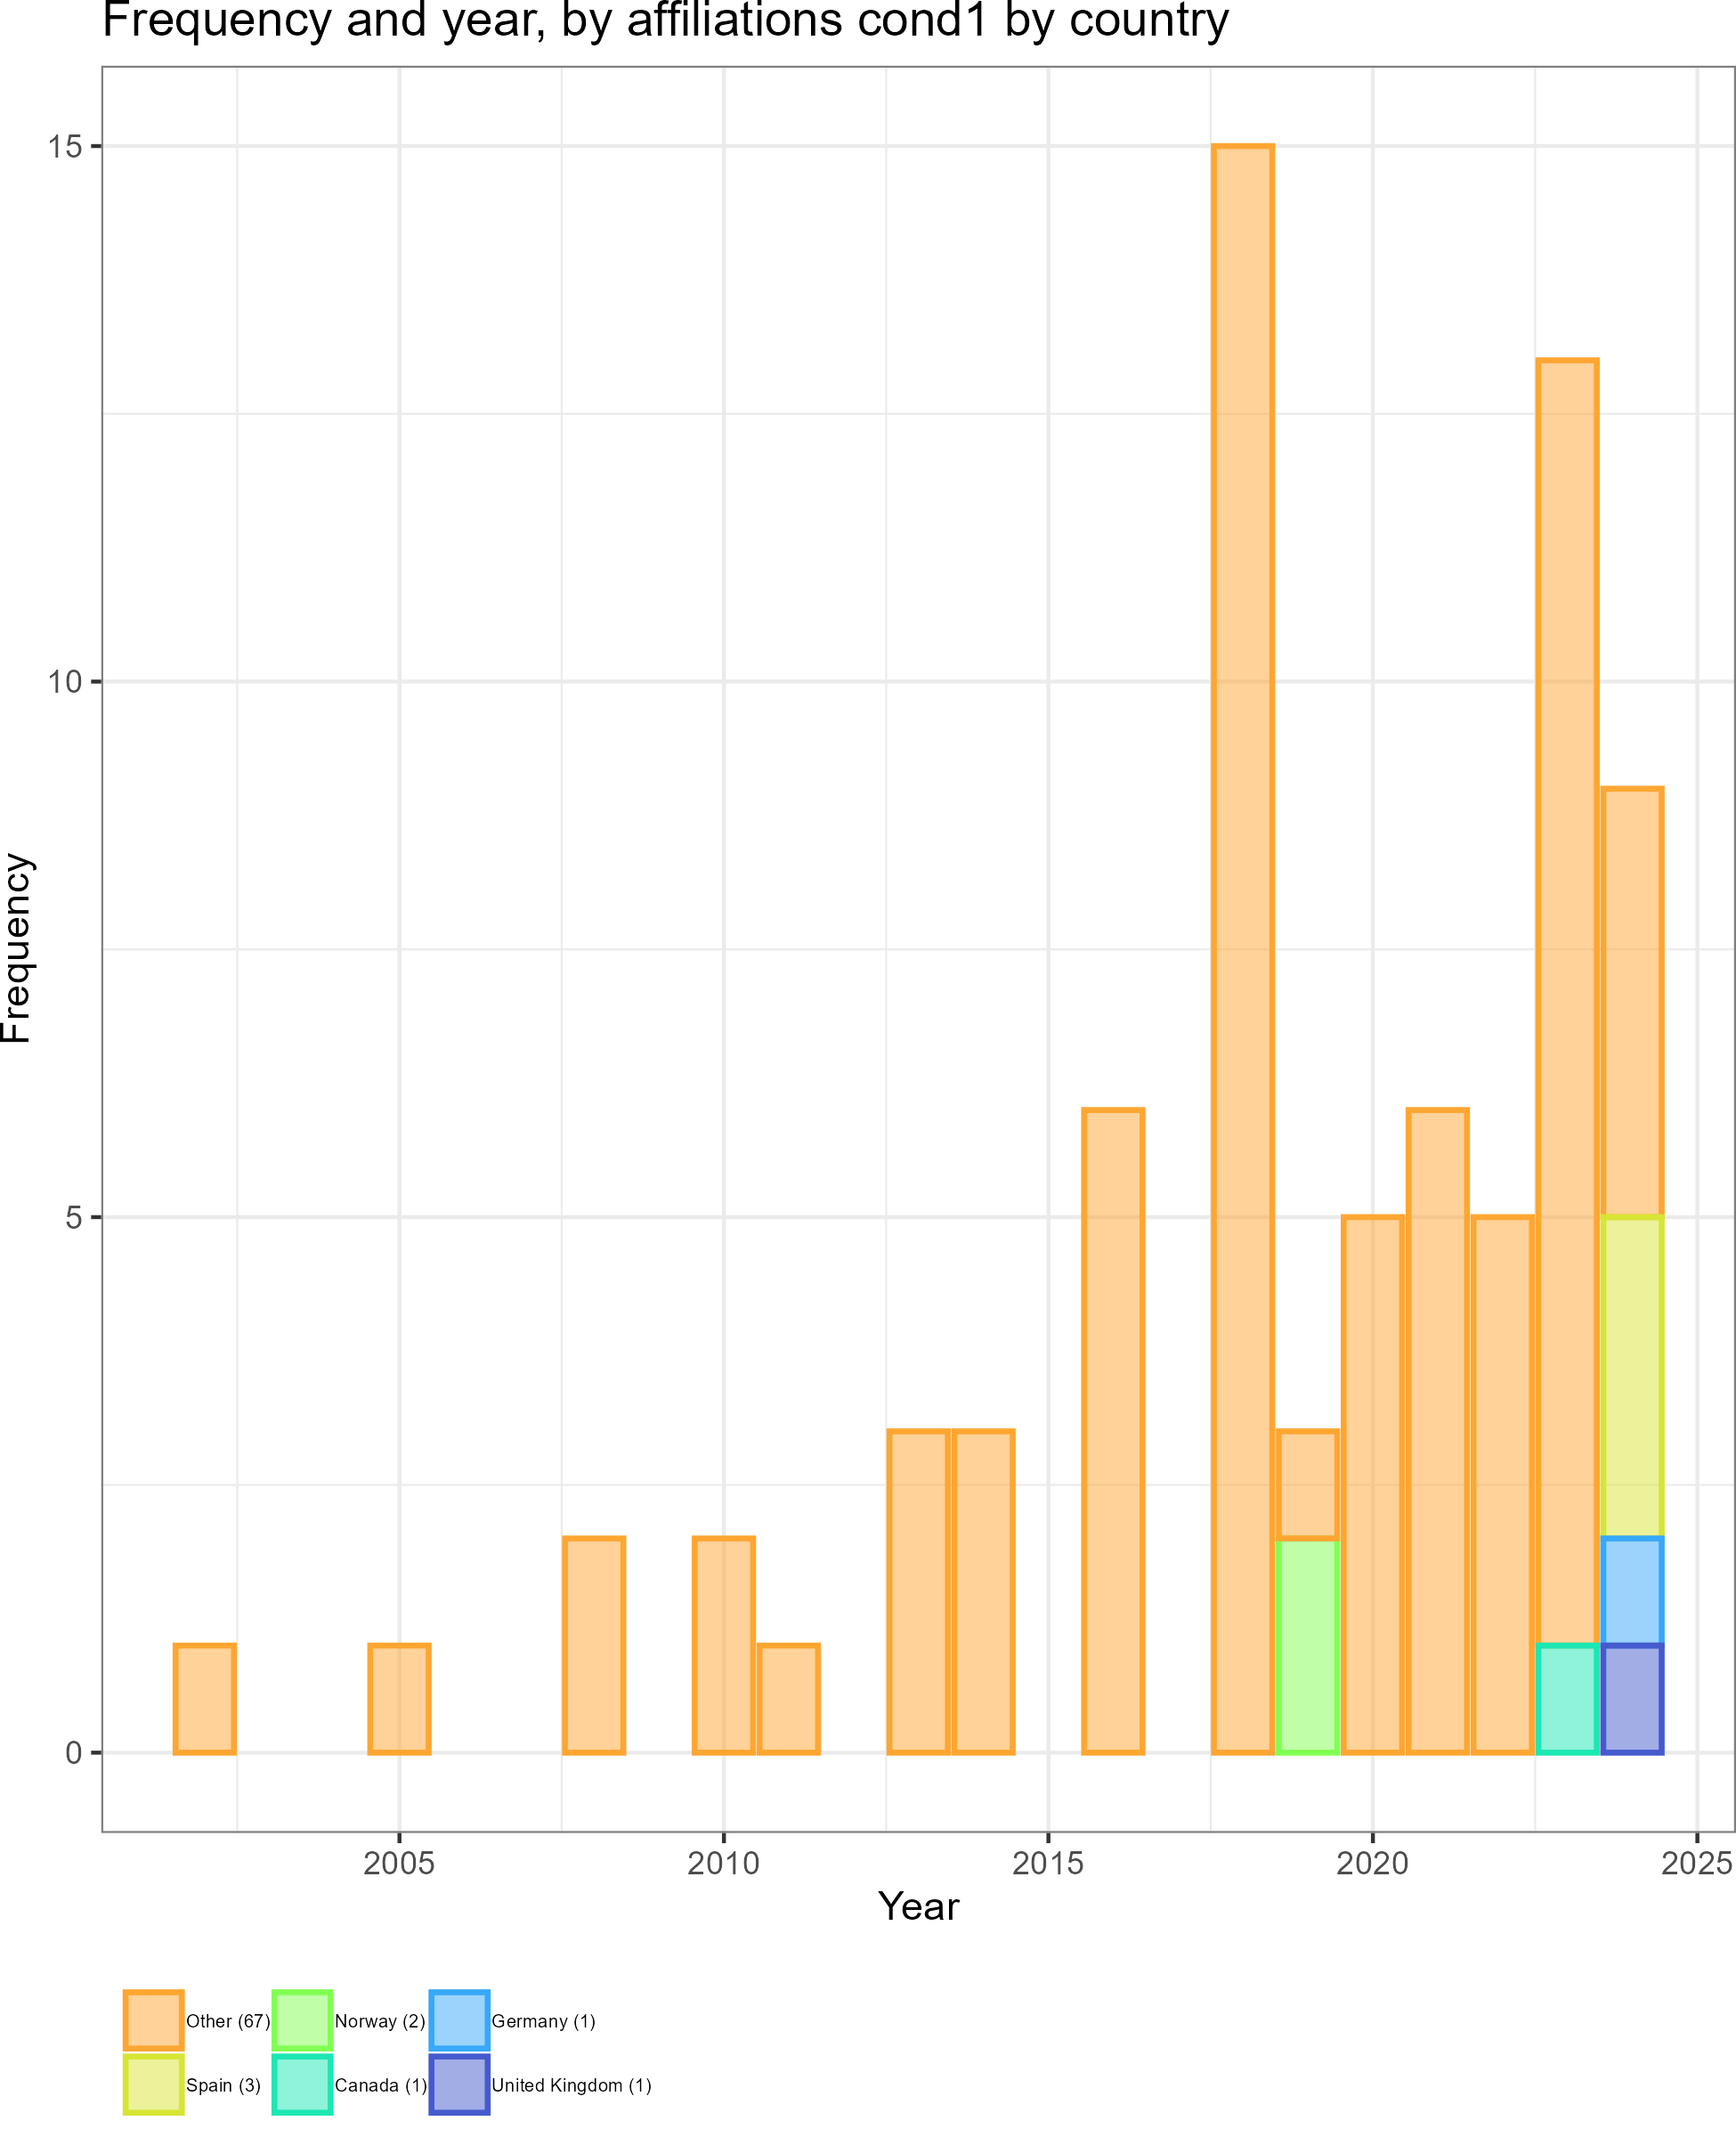 Frequency and year, by affiliations cond1 by country
15
10
5
0
Frequency
2005 2010 2015 2020 2025
Year
Other (67) Norway (2) Germany (1)
Spain (3) Canada (1) United Kingdom (1)